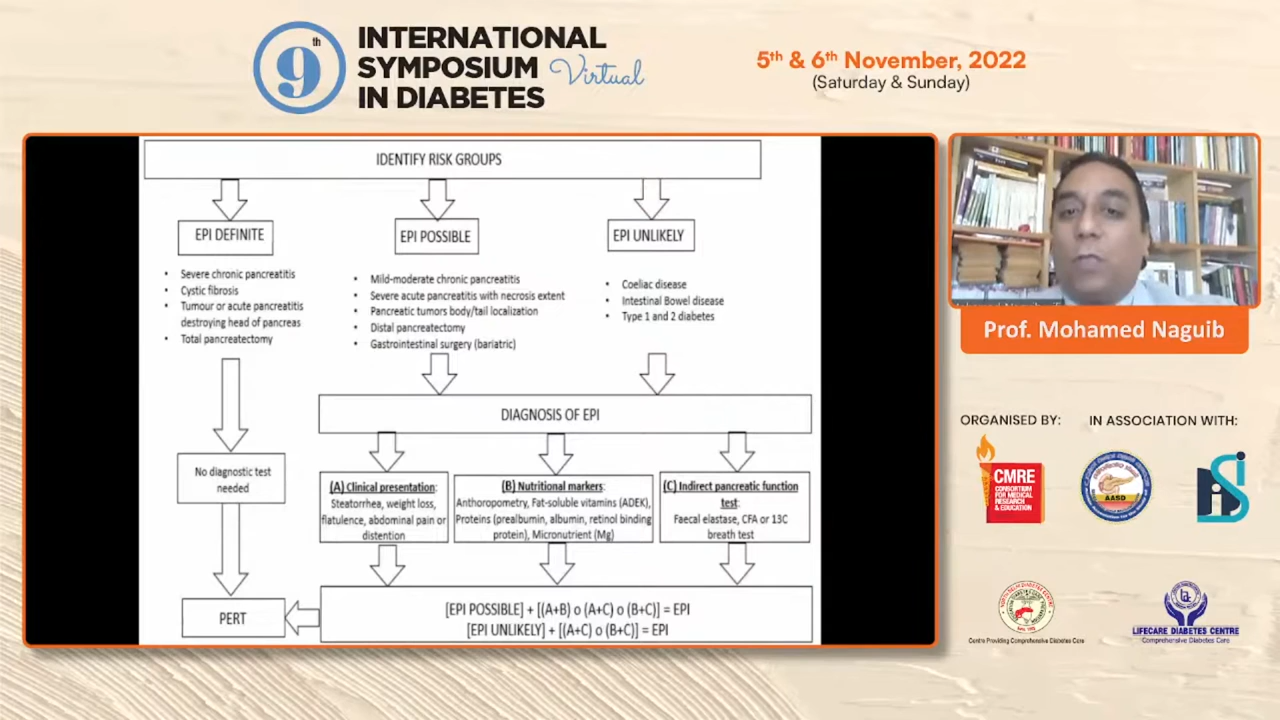 9th
INTERNATIONAL
SYMPOSIUM Virtual
IN DIABETES
5th & 6th November, 2022
(Saturday & Sunday)
IDENTIFY RISK GROUPS
EPI DEFINITE
• Severe chronic pancreatitis
• Cystic fibrosis
• Tumour or acute pancreatitis
destroying head of pancreas
• Total pancreatectomy
EPI POSSIBLE
• Mild-moderate chronic pancreatitis
• Severe acute pancreatitis with necrosis extent
• Pancreatic tumors body/tail localization
• Distal pancreatectomy
• Gastrointestinal surgery (bariatric)
EPI UNLIKELY
• Coeliac disease
• Intestinal Bowel disease
• Type 1 and 2 diabetes
DIAGNOSIS OF EPI
No diagnostic test
needed
(A) Clinical presentation:
Steatorrhea, weight loss,
flatulence, abdominal pain or
distention
(B) Nutritional markers:
Anthoropometry, Fat-soluble vitamins (ADEK),
Proteins (prealbumin, albumin, retinol binding
protein), Micronutrient (Mg)
(C) Indirect pancreatic function
test:
Faecal elastase, CFA or 13C
breath test
PERT
[EPI POSSIBLE] + [(A+B) o (A+C) o (B+C)] = EPI
[EPI UNLIKELY] + [(A+C) o (B+C)] = EPI
Prof. Mohamed Naguib
ORGANISED BY:
IN ASSOCIATION WITH:
CMRE
CONSORTIUM
FOR MEDICAL
RESEARCH
& EDUCATION
AASD
Centre Providing Comprehensive Diabetes Care
LIFECARE DIABETES CENTRE
Comprehensive Diabetes Care